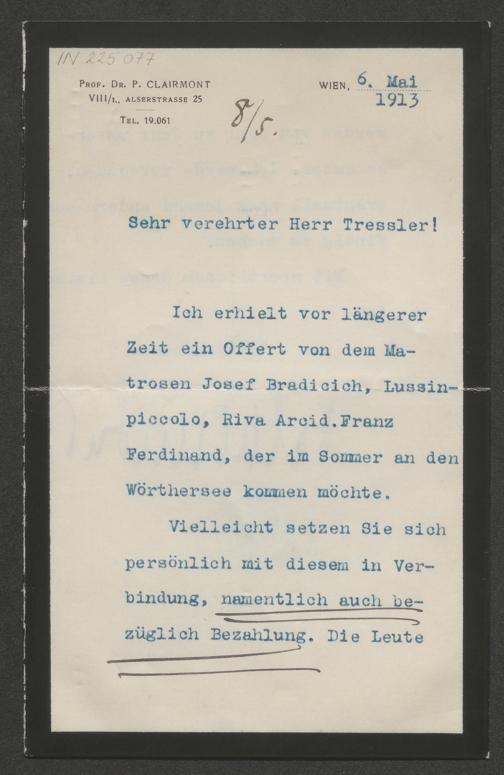 IN 225 077
PROF. DR. P. CLAIRMONT
VIII/1., ALSERSTRASSE 25
TEL. 19.061
WIEN, 6. Mai
1913
8/5.
Sehr verehrter Herr Tressler!
Ich erhielt vor längerer
Zeit ein Offert von dem Ma-
trosen Josef Bradicich, Lussin-
piccolo, Riva Arcid.Franz
Ferdinand, der im Sommer an den
Wörthersee kommen möchte.
Vielleicht setzen Sie sich
persönlich mit diesem in Ver-
bindung, namentlich auch be-
züglich Bezahlung. Die Leute